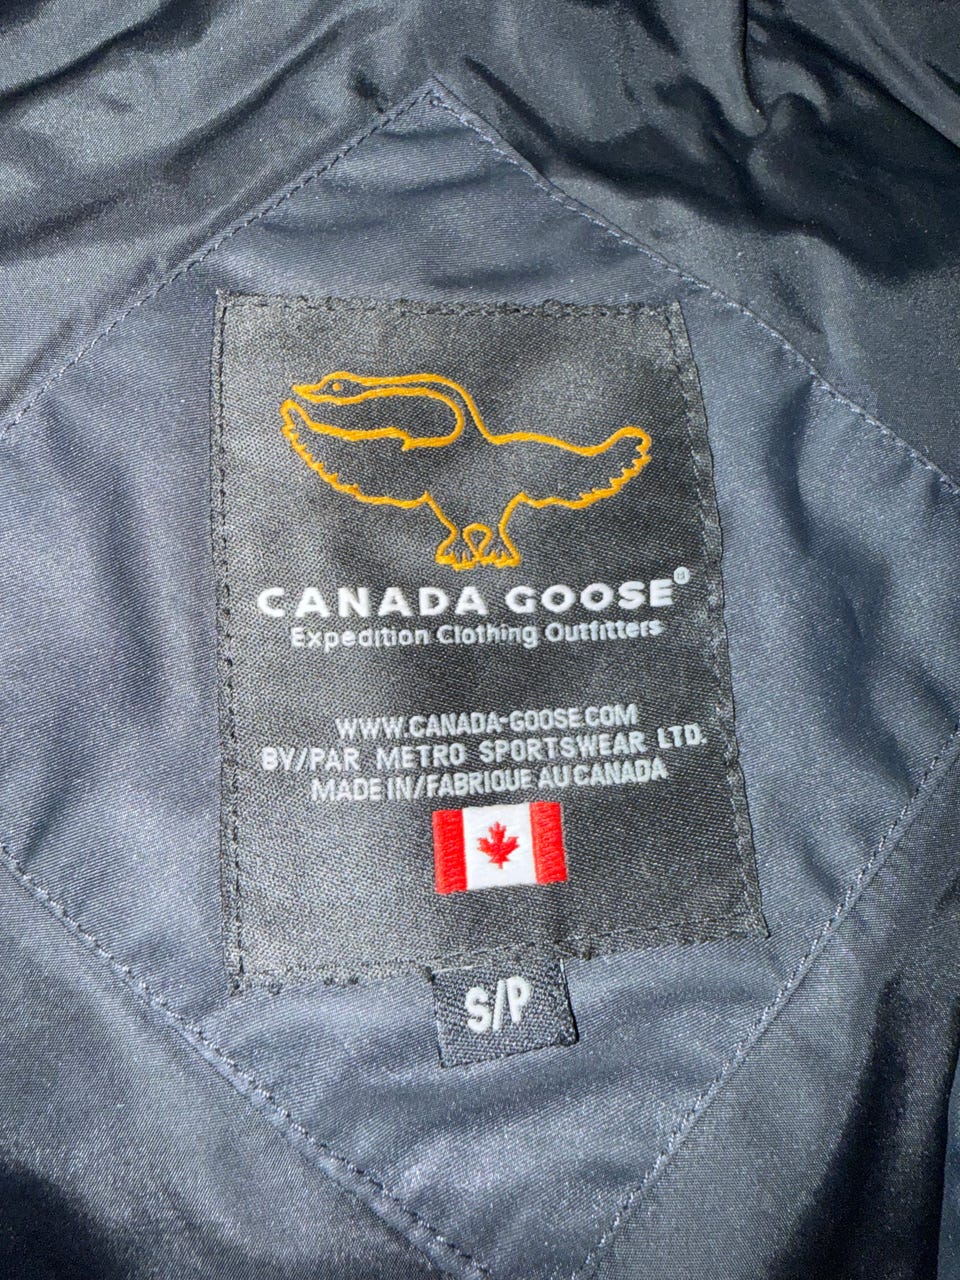 CANADA GOOSE®
Expedition Clothing Outfitters
WWW.CANADA-GOOSE.COM
BY/PAR METRO SPORTSWEAR LTD.
MADE IN/FABRIQUE AU CANADA
S/P